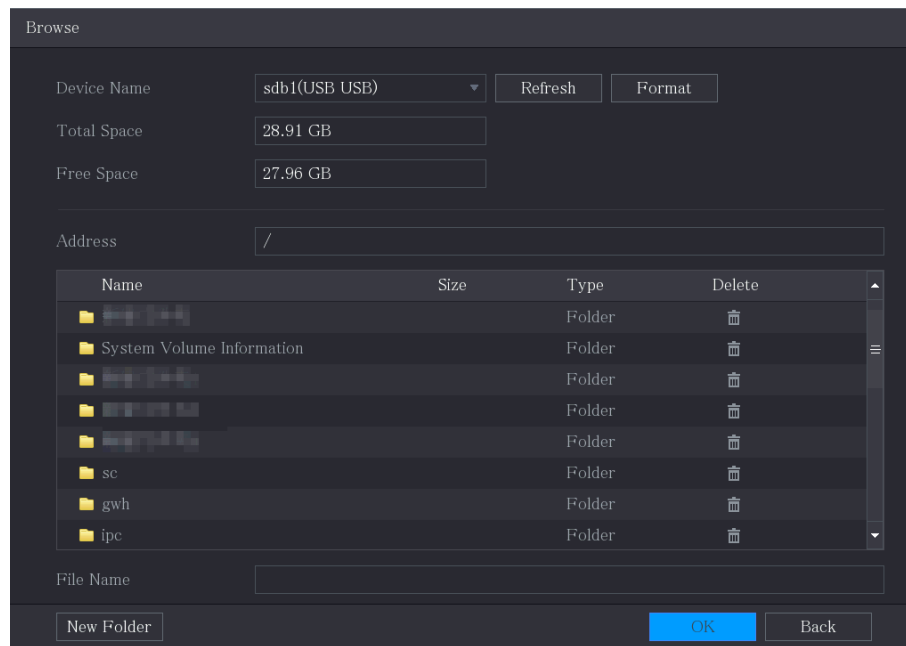 Browse
Device Name sdb1(USB USB) Refresh Format
Total Space 28.91 GB
Free Space 27.96 GB
Address /
Name Size Type Delete
Folder
System Volume Information Folder
Folder
Folder
Folder
sc Folder
gwh Folder
ipc Folder
File Name
New Folder OK Back